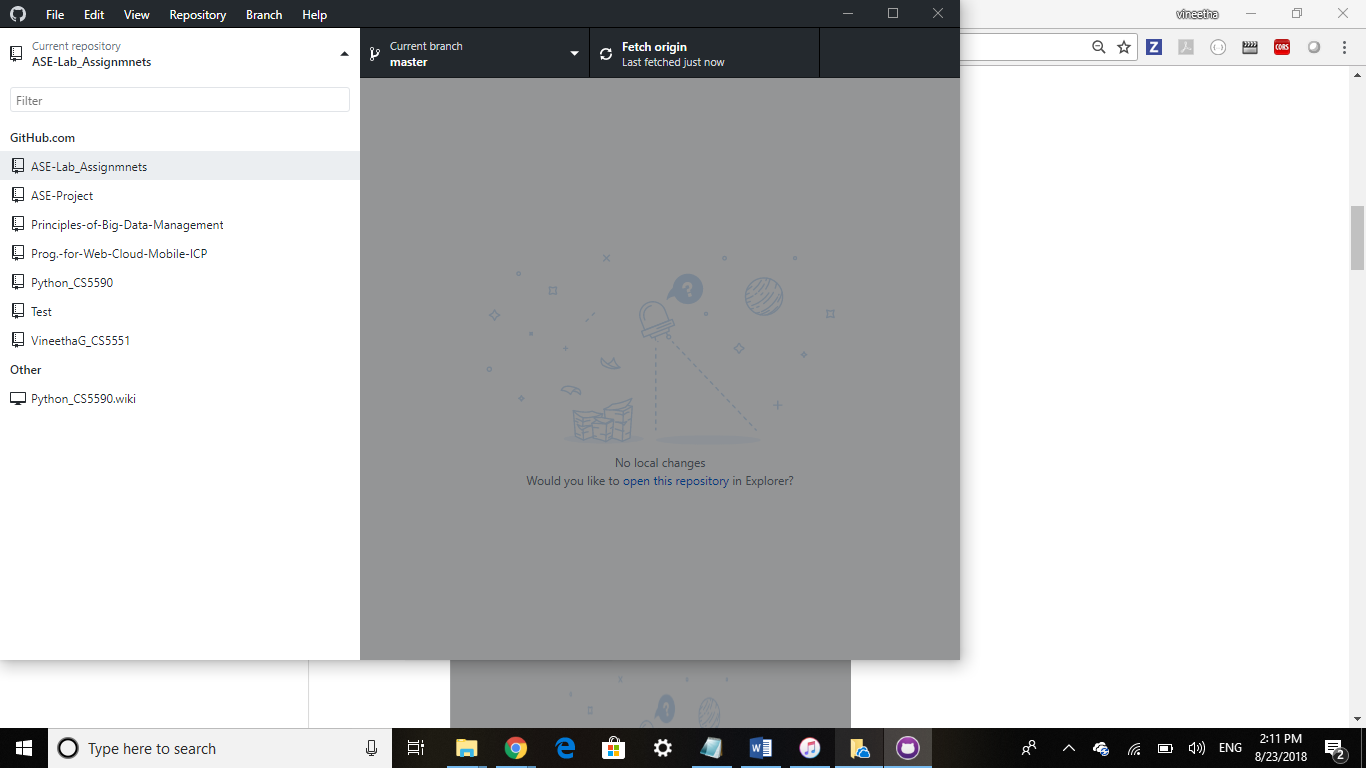 File Edit View Repository Branch Help
vineetha
Current repository
ASE-Lab_Assignmnets
Current branch
master
Fetch origin
Last fetched just now
Z
CORS
Filter
GitHub.com
ASE-Lab_Assignmnets
ASE-Project
Principles-of-Big-Data-Management
Prog.-for-Web-Cloud-Mobile-ICP
Python_CS5590
Test
VineethaG_CS5551
Other
Python_CS5590.wiki
?
No local changes
Would you like to open this repository in Explorer?
?
Type here to search
ENG
2:11 PM
8/23/2018
2